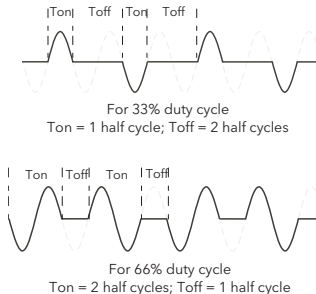 Ton Toff Ton Toff
For 33% duty cycle
Ton = 1 half cycle; Toff = 2 half cycles
Ton Toff Ton Toff
For 66% duty cycle
Ton = 2 half cycles; Toff = 1 half cycle